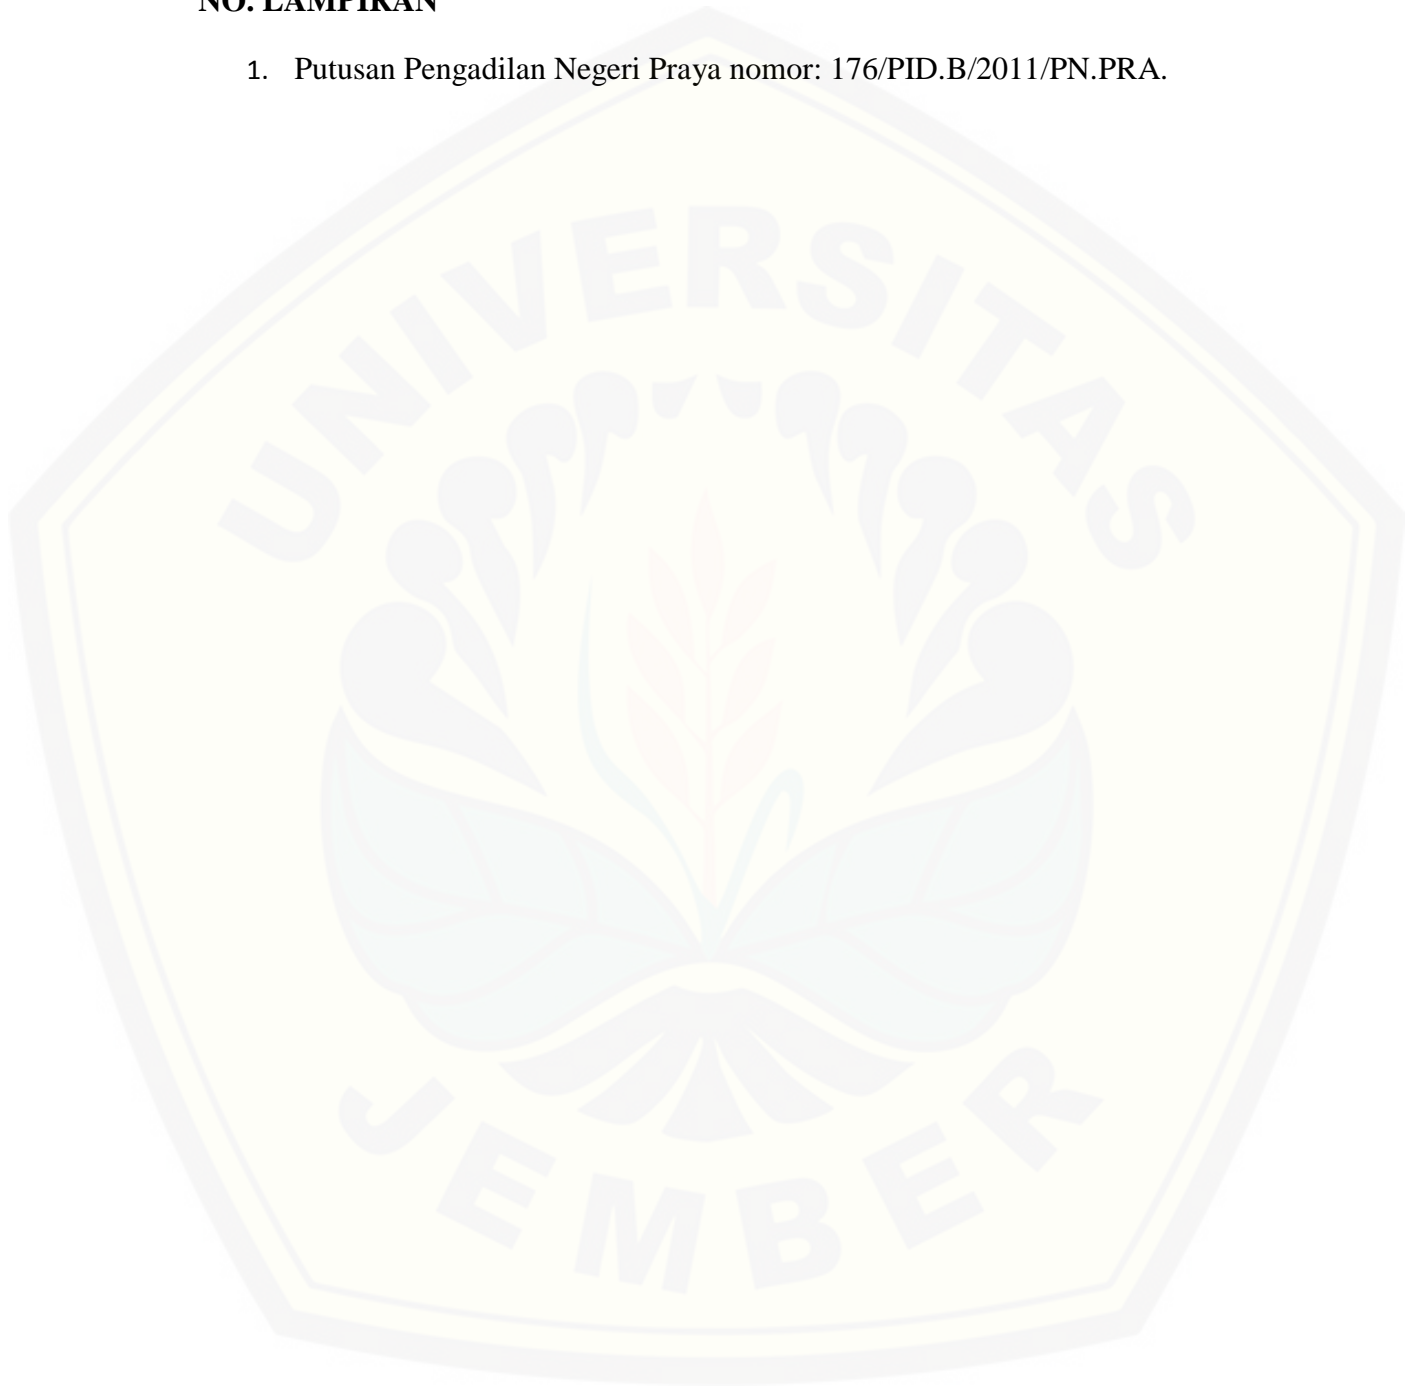 NO. LAMPIRAN
1. Putusan Pengadilan Negeri Praya nomor: 176/PID.B/2011/PN.PRA.
UNIVERSITAS
JEMBER